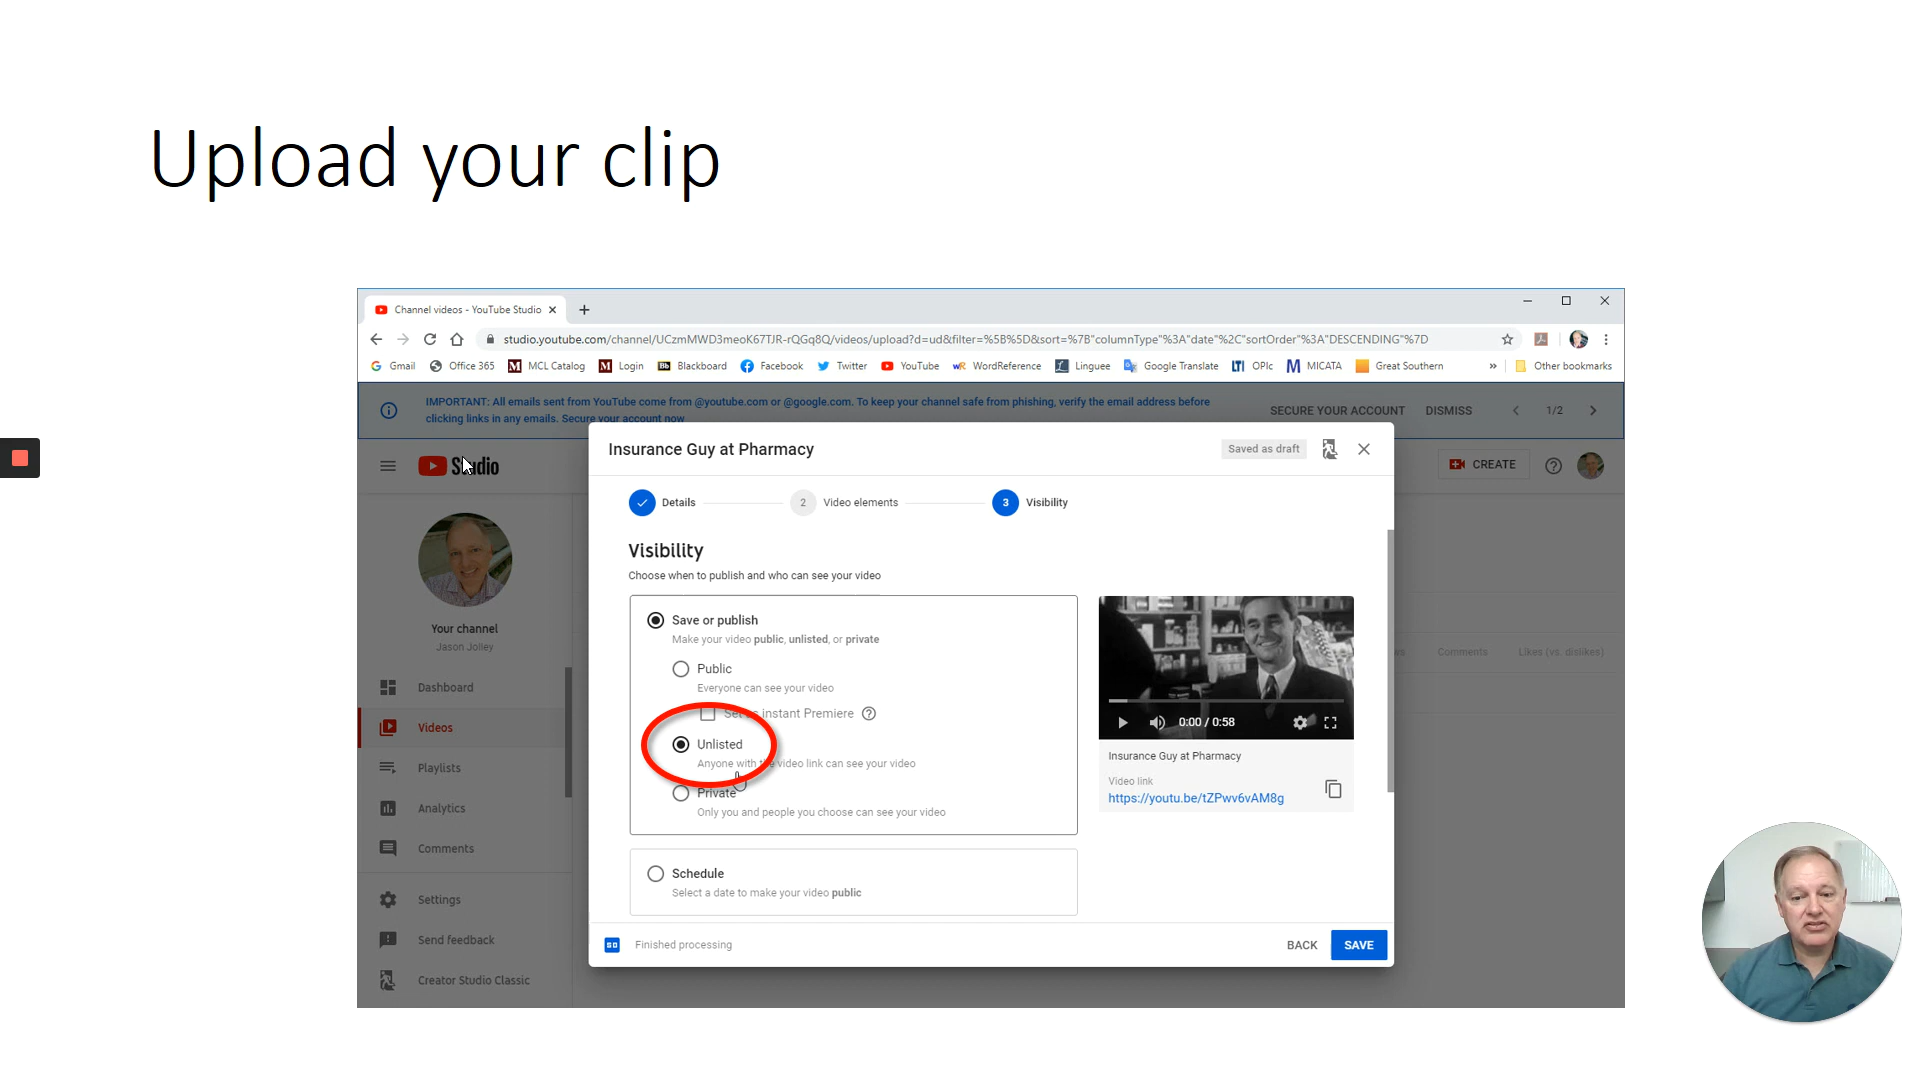 Upload your clip
Channel videos - YouTube Studio
studio.youtube.com/channel/UCzmMWD3meoK67TJR-rQGq8Q/videos/upload?d=ud&filter=%5B%5D&sort=%7B"columnType"%3A"date"%2C"sortOrder"%3A"DESCENDING"%7D
Gmail Office 365 MCL Catalog Login Blackboard Facebook Twitter YouTube WordReference Linguee Google Translate OPIc MICATA Great Southern » Other bookmarks
IMPORTANT: All emails sent from YouTube come from @youtube.com or @google.com. To keep your channel safe from phishing, verify the email address before
clicking links in any emails. Secure your account now
SECURE YOUR ACCOUNT DISMISS 1/2
Studio
CREATE
Your channel
Jason Jolley
Dashboard
Videos
Playlists
Analytics
Comments
Settings
Send feedback
Creator Studio Classic
Comments Likes (vs. dislikes)
Insurance Guy at Pharmacy
Saved as draft
Details 2 Video elements 3 Visibility
Visibility
Choose when to publish and who can see your video
Save or publish
Make your video public, unlisted, or private
Public
Everyone can see your video
Set as instant Premiere
Unlisted
Anyone with the video link can see your video
Private
Only you and people you choose can see your video
Schedule
Select a date to make your video public
0:00 / 0:58
Insurance Guy at Pharmacy
Video link
https://youtu.be/tZPwv6vAM8g
SD Finished processing
BACK SAVE